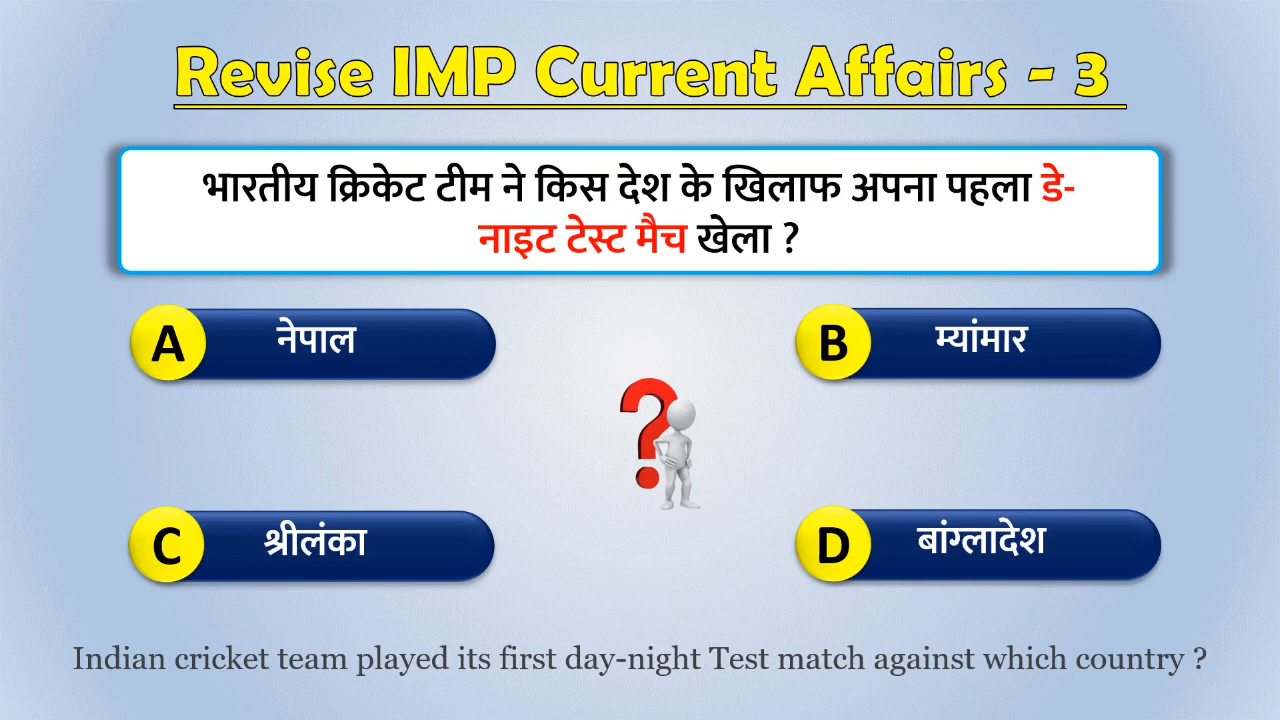 Revise IMP Current Affairs - 3
भारतीय क्रिकेट टीम ने किस देश के खिलाफ अपना पहला डे-
नाइट टेस्ट मैच खेला ?
A नेपाल
B म्यांमार
?
C श्रीलंका
D बांग्लादेश
Indian cricket team played its first day-night Test match against which country ?